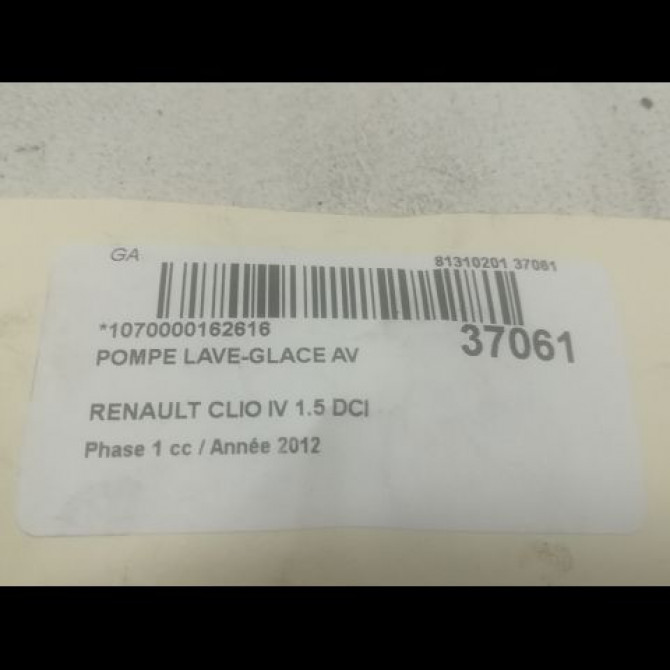 GA
81310201 37061
*1070000162616
37061
POMPE LAVE-GLACE AV
RENAULT CLIO IV 1.5 DCI
Phase 1 cc / Année 2012